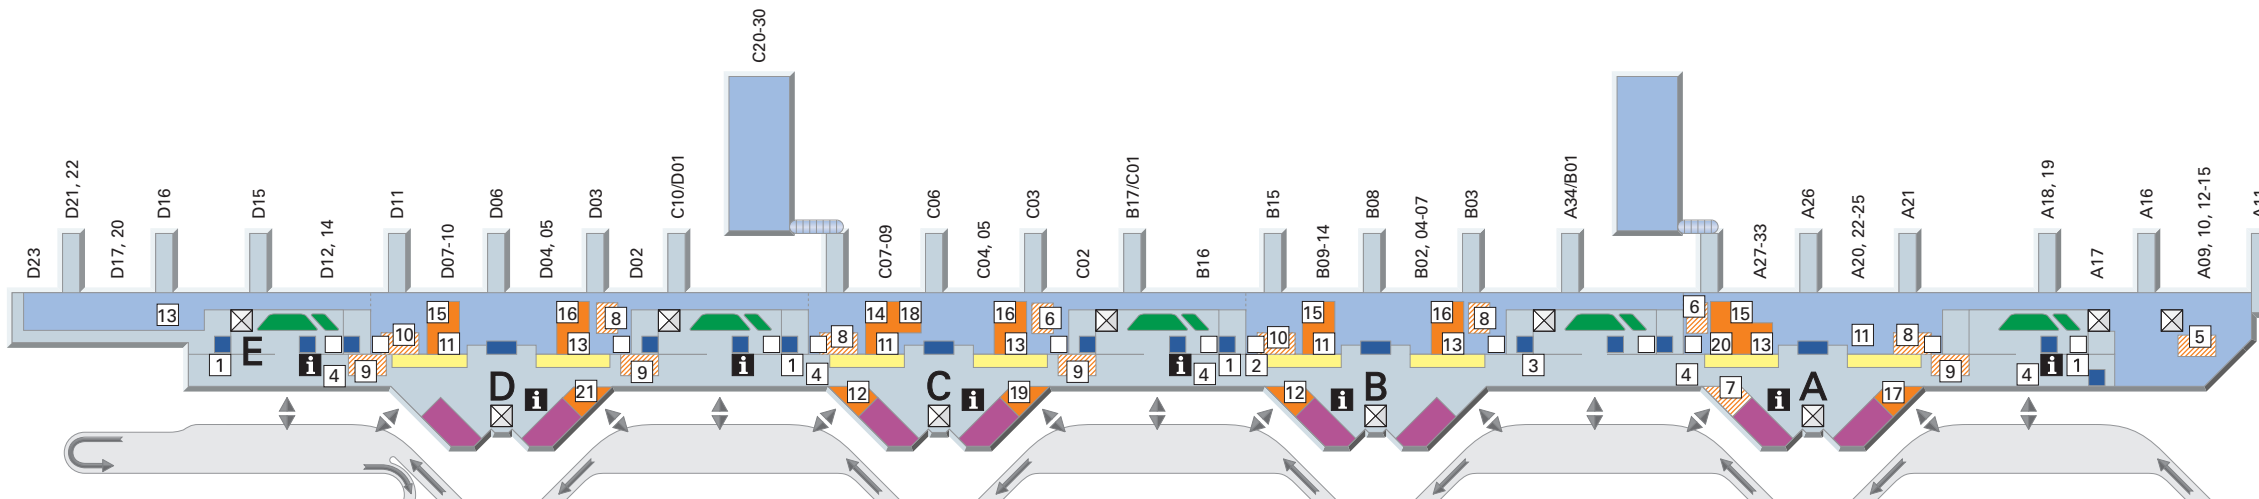 C20-30
D23
D21, 22
D17, 20
D16
D15
D12, 14
D11
D07-10
D06
D04, 05
D03
D02
C10/D01
C07-09
C06
C04, 05
C03
C02
B17/C01
B16
B15
B09-14
B08
B02, 04-07
B03
A34/B01
A27-33
A26
A20, 22-25
A21
A18, 19
A17
A16
A09, 10, 12-15
A11
13
15
16
8
14
18
16
6
15
16
8
6
15
1
E
i
4
9
10
11
13
9
i
1
4
8
11
13
9
i
4
1
2
10
11
13
3
4
20
13
11
8
9
4
i
1
5
D
i
21
12
C
i
19
12
i
B
7
i
A
17